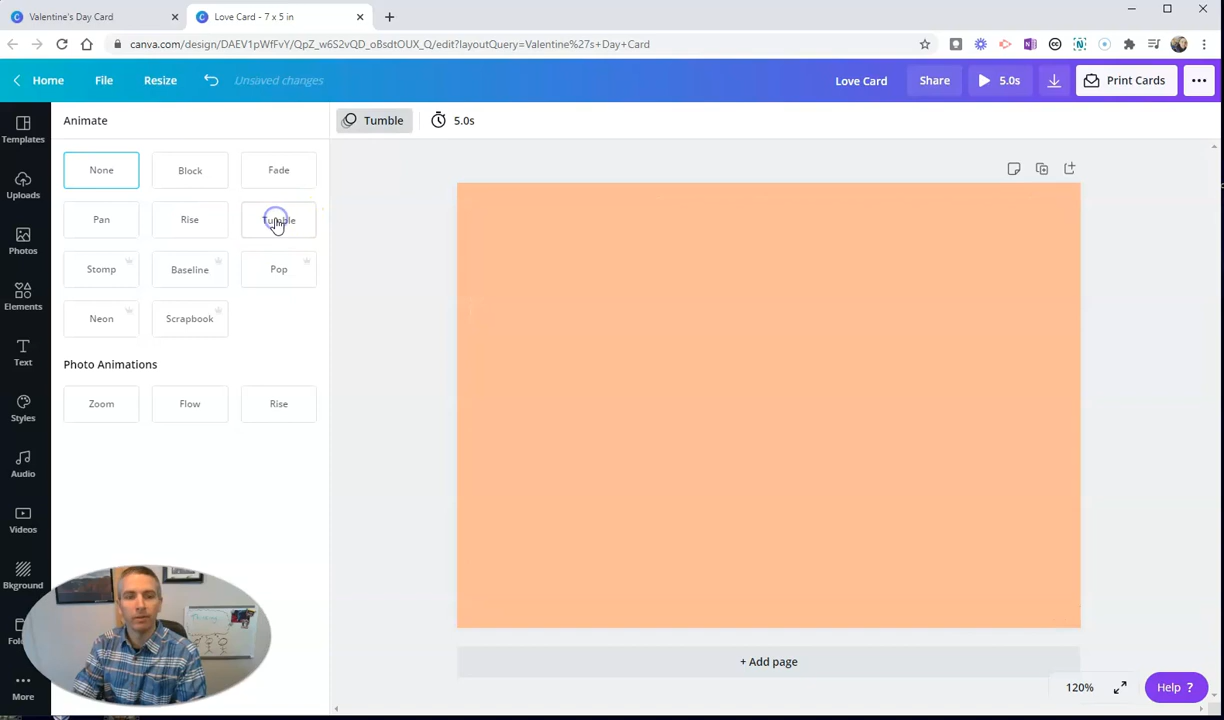 Valentine's Day Card
Love Card - 7 x 5 in
canva.com/design/DAEV1pWfFvY/QpZ_w6S2vQD_oBsdtOUX_Q/edit?layoutQuery=Valentine%27s+Day+Card
Home File Resize Unsaved changes Love Card Share 5.0s Print Cards
Templates
Uploads
Photos
Elements
Text
Styles
Audio
Videos
Bkground
More
Animate
None Block Fade
Pan Rise Tumble
Stomp Baseline Pop
Neon Scrapbook
Photo Animations
Zoom Flow Rise
Tumble 5.0s
+ Add page
120% Help ?